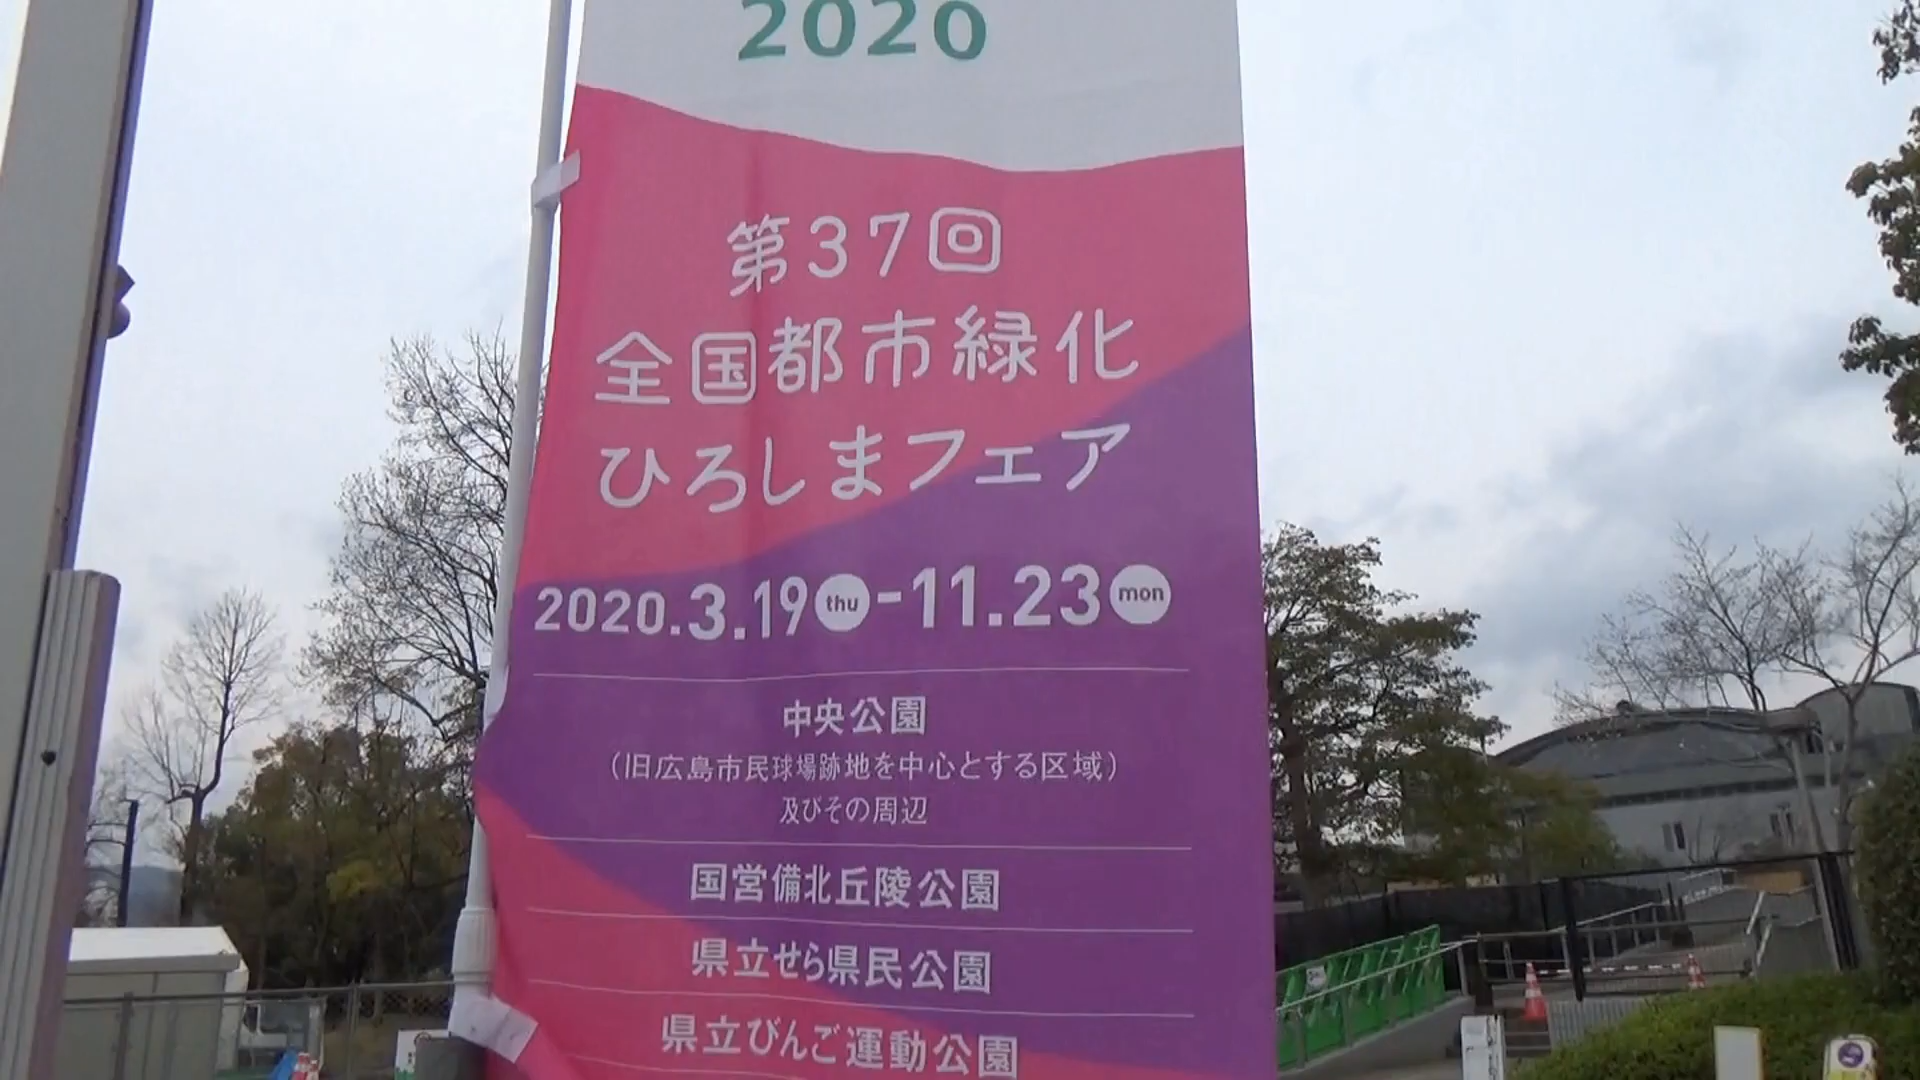 2020
第37回
全国都市緑化
ひろしまフェア
2020.3.19 thu -11.23 mon
中央公園
（旧広島市民球場跡地を中心とする区域）
及びその周辺
国営備北丘陵公園
県立せら県民公園
県立びんご運動公園